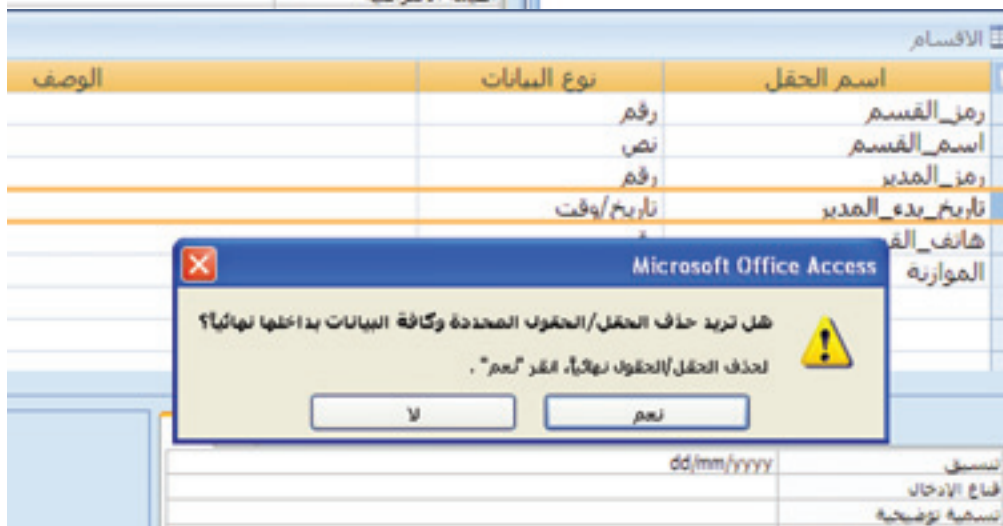 الاقسام
اسم الحقل نوع البيانات الوصف
رمز_القسم رقم
اسم_القسم نص
رمز_المدير رقم
تاريخ_بدء_المدير تاريخ/وقت
هاتف_الق
الموازنة
Microsoft Office Access
هل تريد حذف الحقل/الحقول المحددة وكافة البيانات بداخلها نهائياً؟
لحذف الحقل/الحقول نهائياً، انقر "نعم" .
نعم لا
تنسيق dd/mm/yyyy
قناع الإدخال
تسمية توضيحية